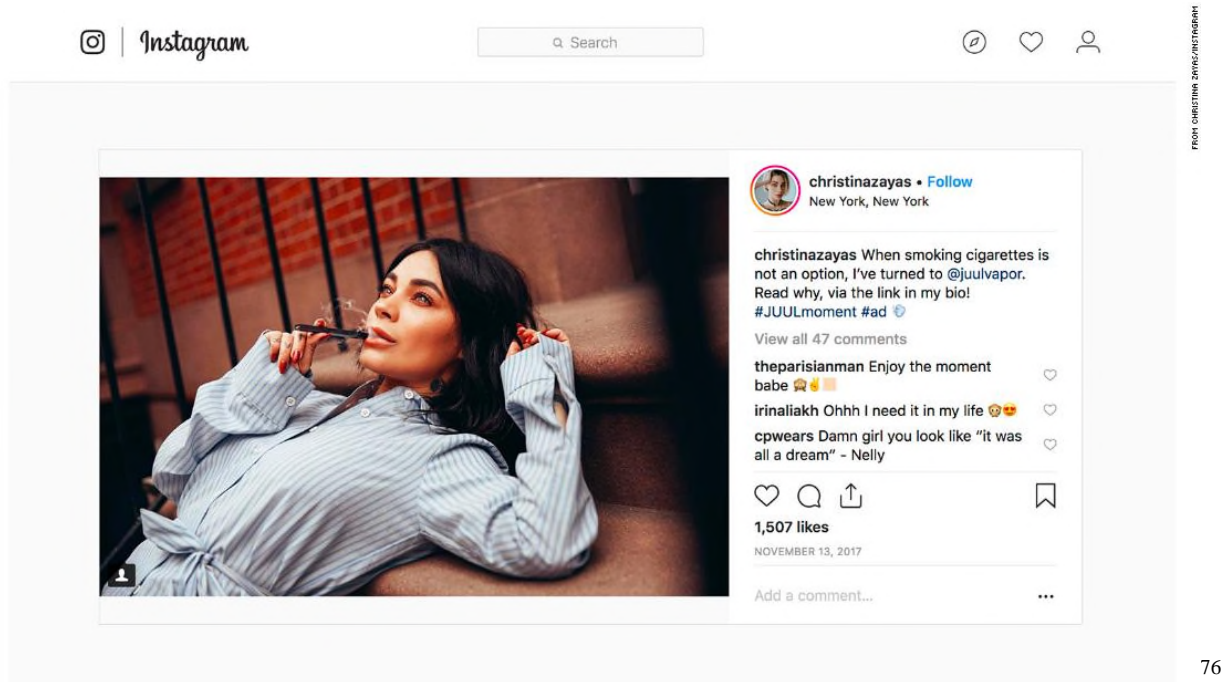 Instagram
Search
FROM CHRISTINA ZAYAS/INSTAGRAM
christinazayas • Follow
New York, New York
christinazayas When smoking cigarettes is
not an option, I've turned to @juulvapor.
Read why, via the link in my bio!
#JUULmoment #ad
View all 47 comments
theparisianman Enjoy the moment
babe 🙈✌
irinaliakh Ohhh I need it in my life 🙊😍
cpwears Damn girl you look like "it was
all a dream" - Nelly
1,507 likes
NOVEMBER 13, 2017
Add a comment...
76